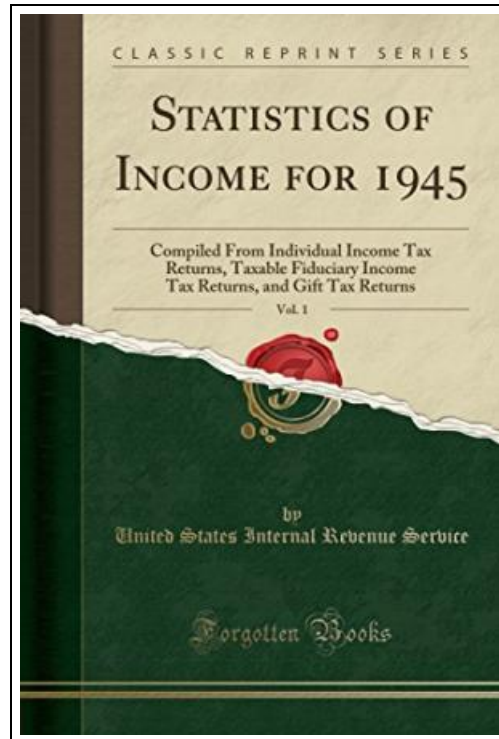 CLASSIC REPRINT SERIES
STATISTICS OF
INCOME FOR 1945
Compiled From Individual Income Tax
Returns, Taxable Fiduciary Income
Tax Returns, and Gift Tax Returns
Vol. 1
by
United States Internal Revenue Service
Forgotten Books